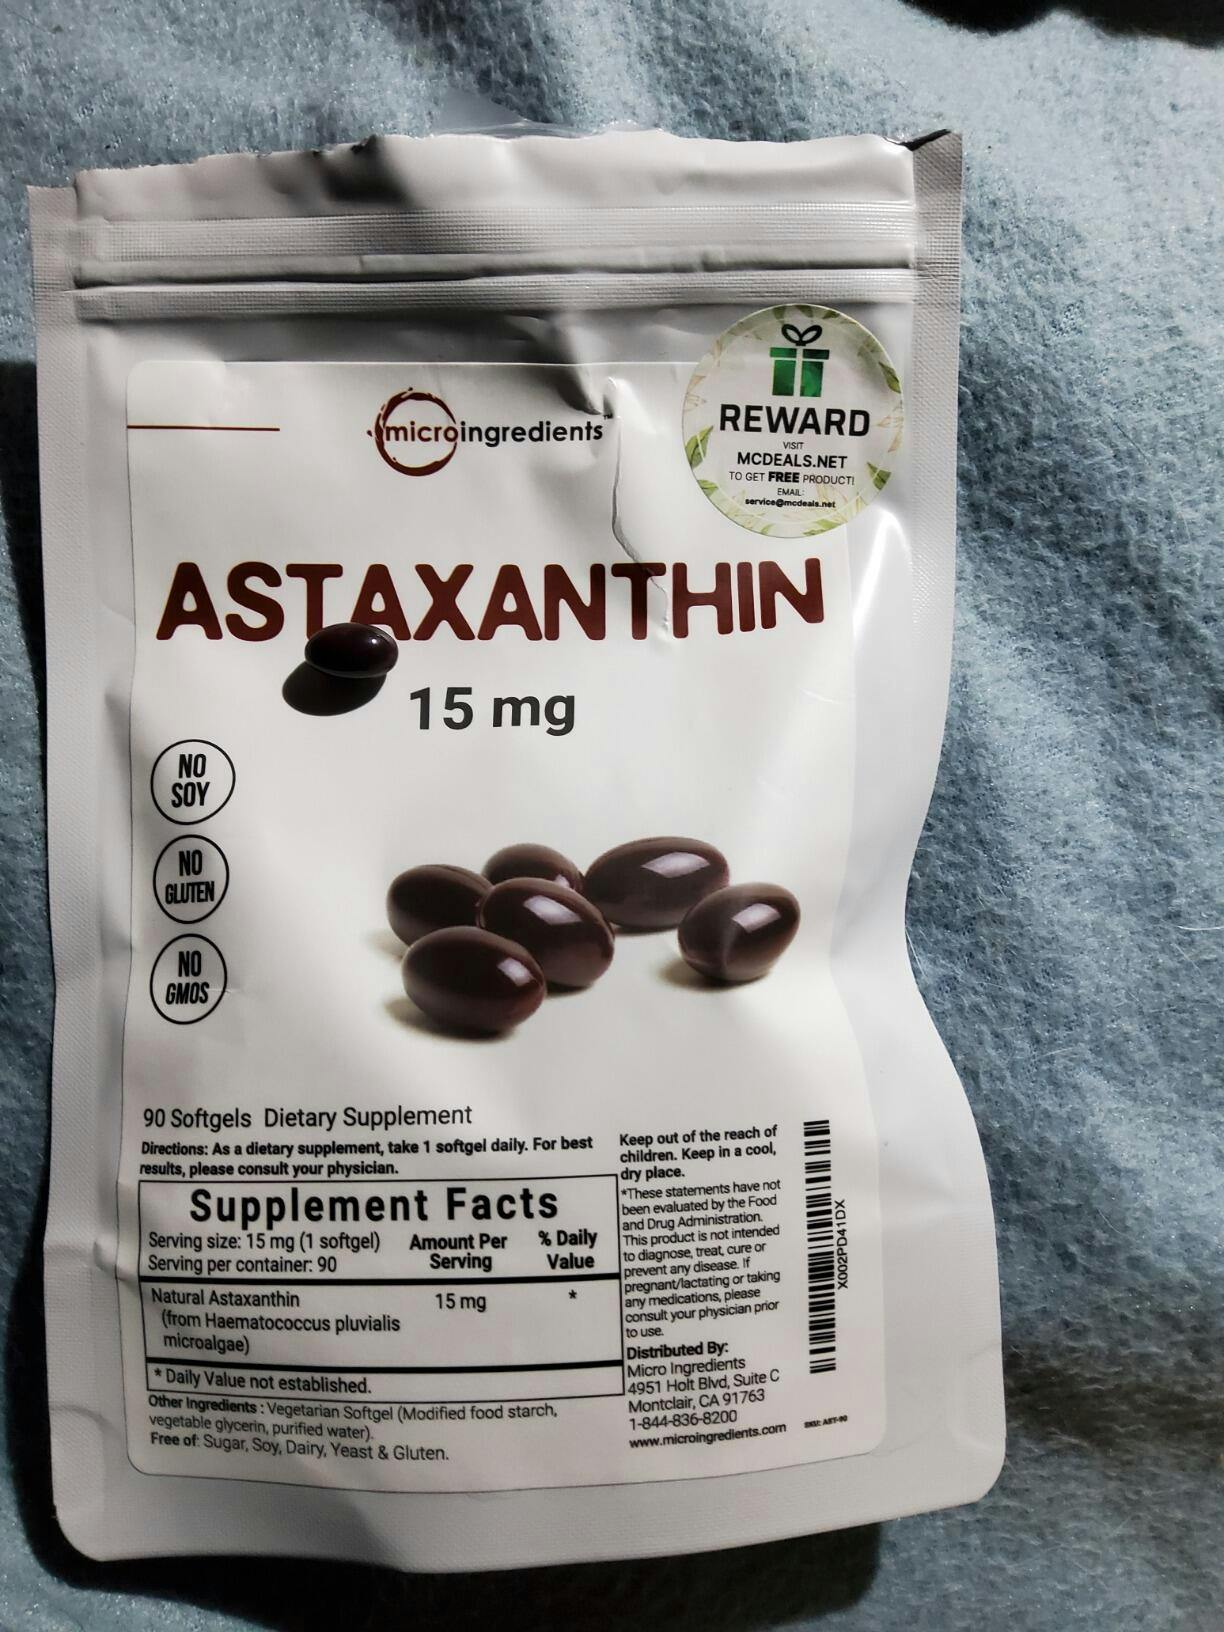 microingredients™
REWARD
VISIT
MCDEALS.NET
TO GET FREE PRODUCT!
EMAIL:
service@mcdeals.net
ASTAXANTHIN
15 mg
NO
SOY
NO
GLUTEN
NO
GMOS
90 Softgels Dietary Supplement
Directions: As a dietary supplement, take 1 softgel daily. For best
results, please consult your physician.
Supplement Facts
Serving size: 15 mg (1 softgel)
Serving per container: 90
Amount Per
Serving
% Daily
Value
Natural Astaxanthin 15 mg *
(from Haematococcus pluvialis
microalgae)
* Daily Value not established.
Other Ingredients : Vegetarian Softgel (Modified food starch,
vegetable glycerin, purified water).
Free of: Sugar, Soy, Dairy, Yeast & Gluten.
Keep out of the reach of
children. Keep in a cool,
dry place.
*These statements have not
been evaluated by the Food
and Drug Administration.
This product is not intended
to diagnose, treat, cure or
prevent any disease. If
pregnant/lactating or taking
any medications, please
consult your physician prior
to use.
Distributed By:
Micro Ingredients
4951 Holt Blvd, Suite C
Montclair, CA 91763
1-844-836-8200
www.microingredients.com
X002PD41DX
SKU: AST-90